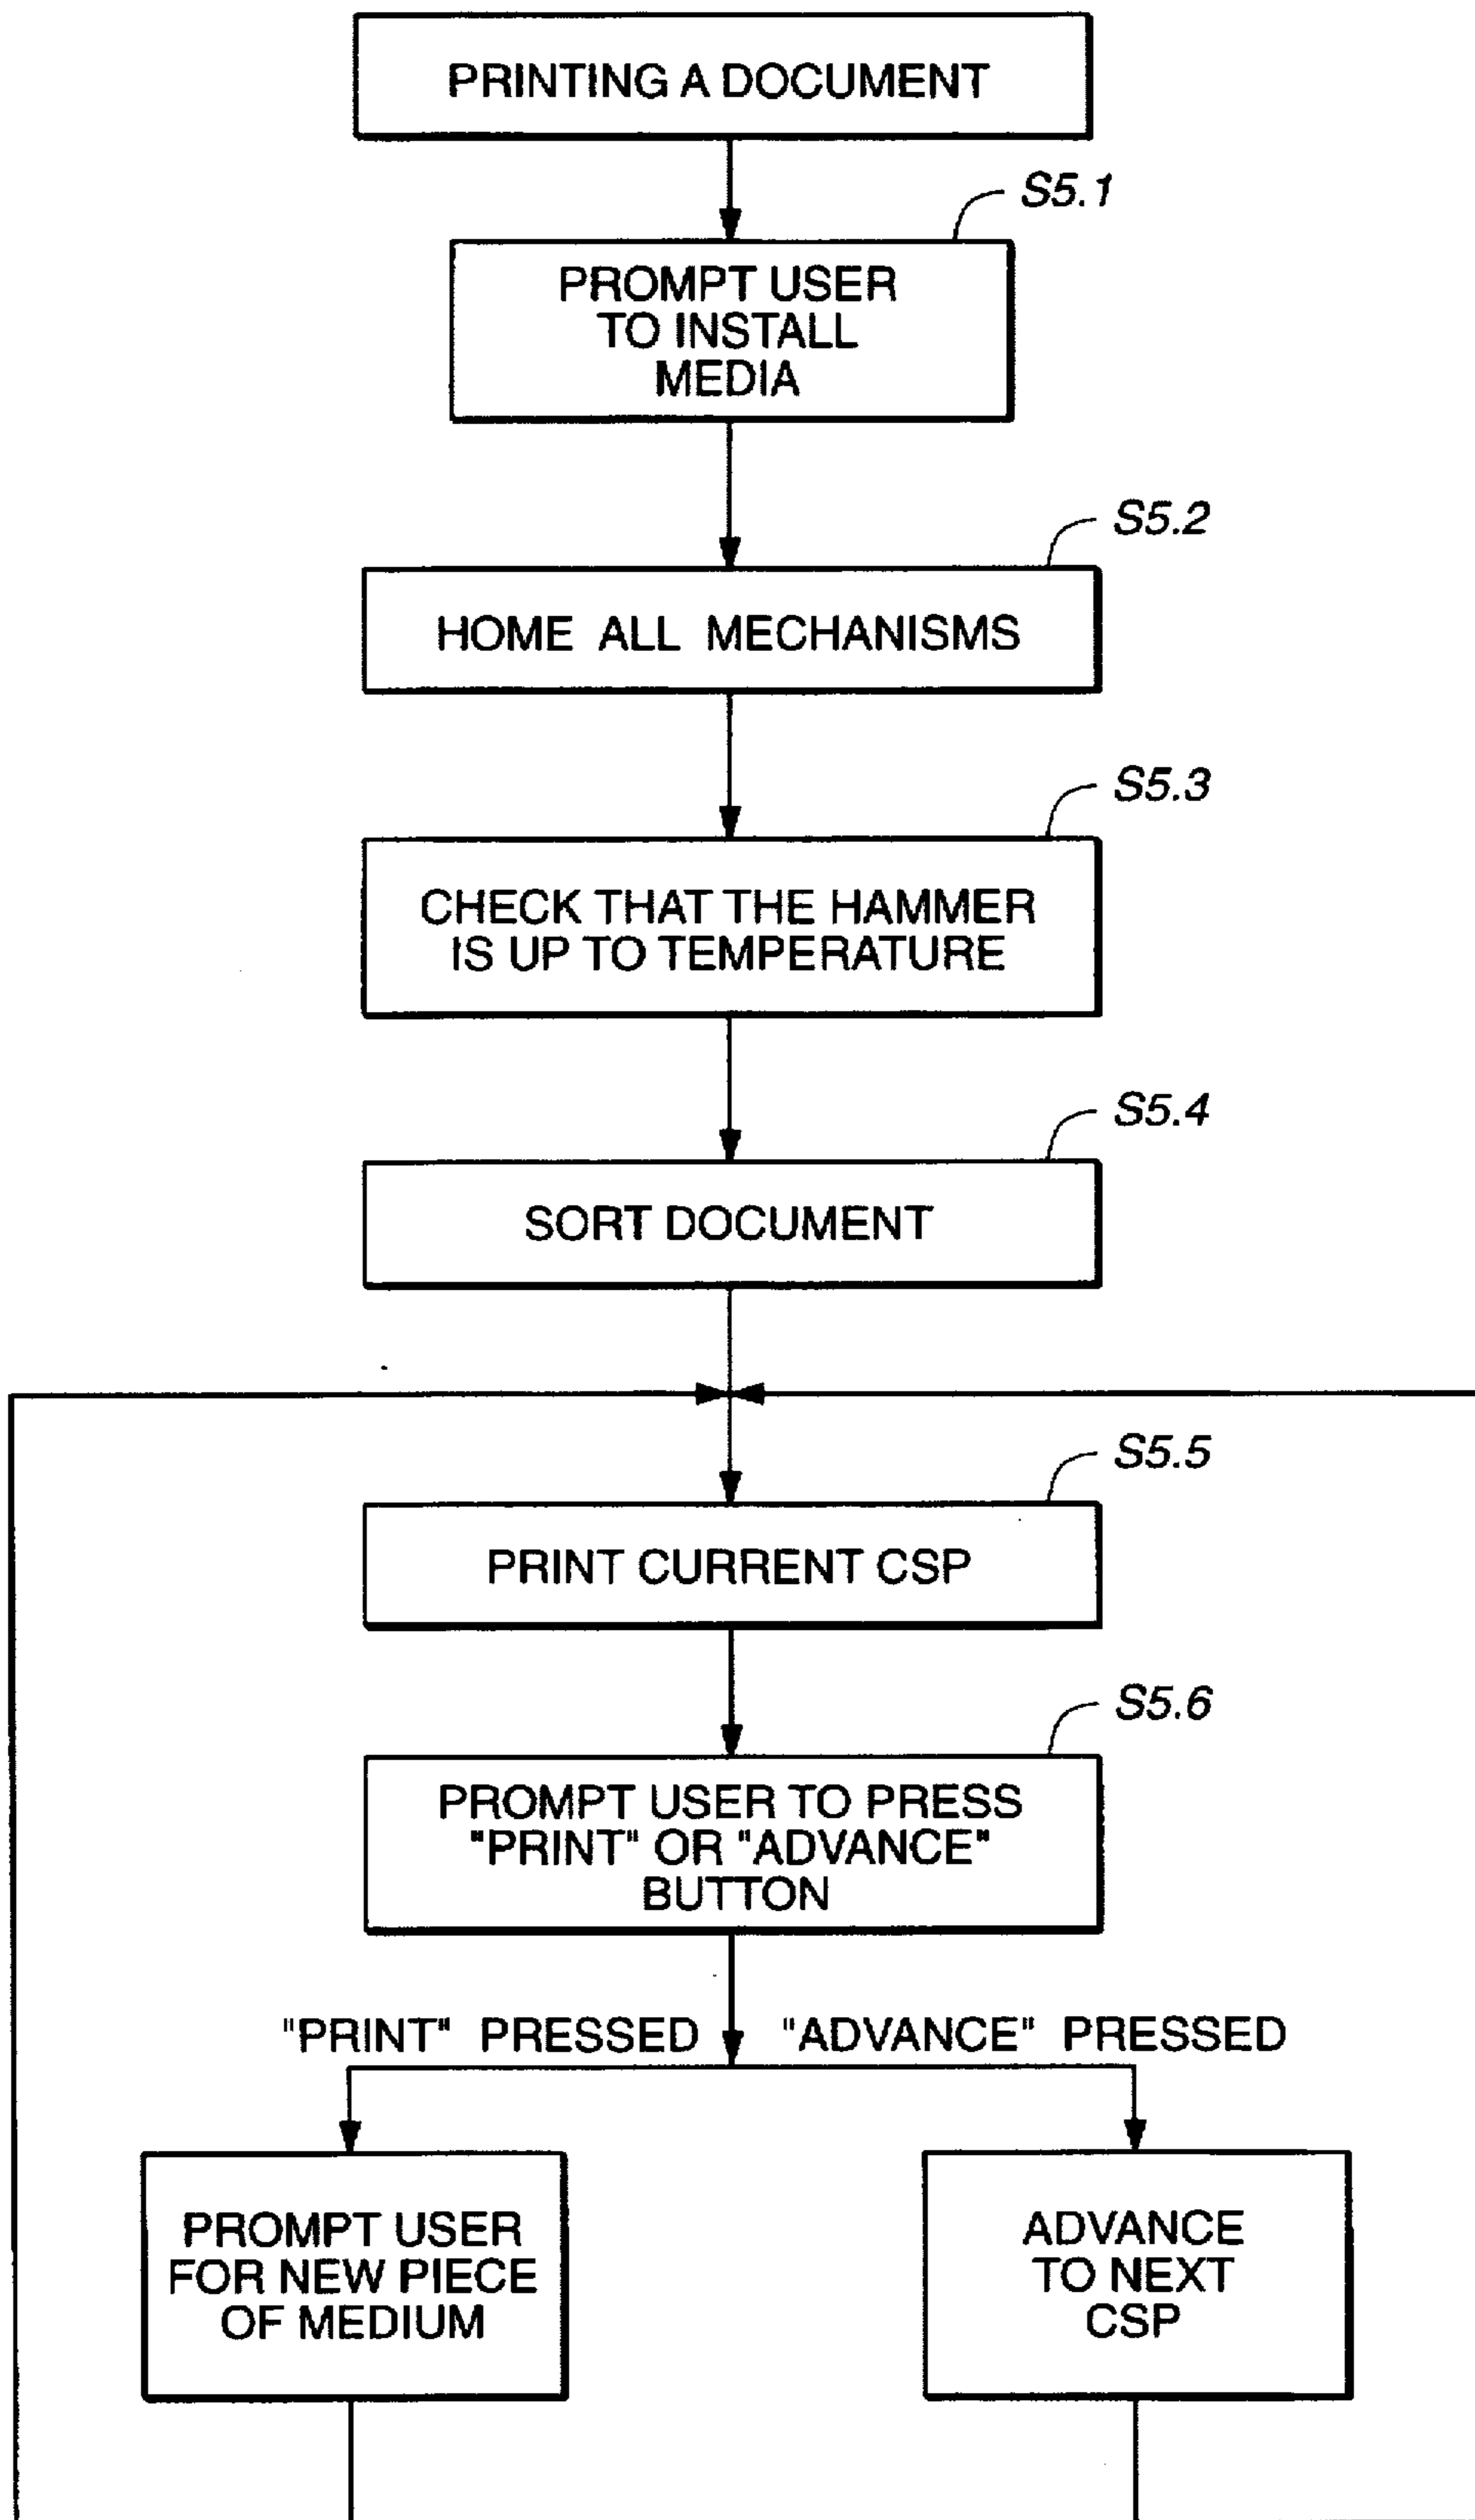 PRINTING A DOCUMENT
S5.1
PROMPT USER
TO INSTALL
MEDIA
S5.2
HOME ALL MECHANISMS
S5.3
CHECK THAT THE HAMMER
IS UP TO TEMPERATURE
S5.4
SORT DOCUMENT
S5.5
PRINT CURRENT CSP
S5.6
PROMPT USER TO PRESS
"PRINT" OR "ADVANCE"
BUTTON
"PRINT" PRESSED
"ADVANCE" PRESSED
PROMPT USER
FOR NEW PIECE
OF MEDIUM
ADVANCE
TO NEXT
CSP